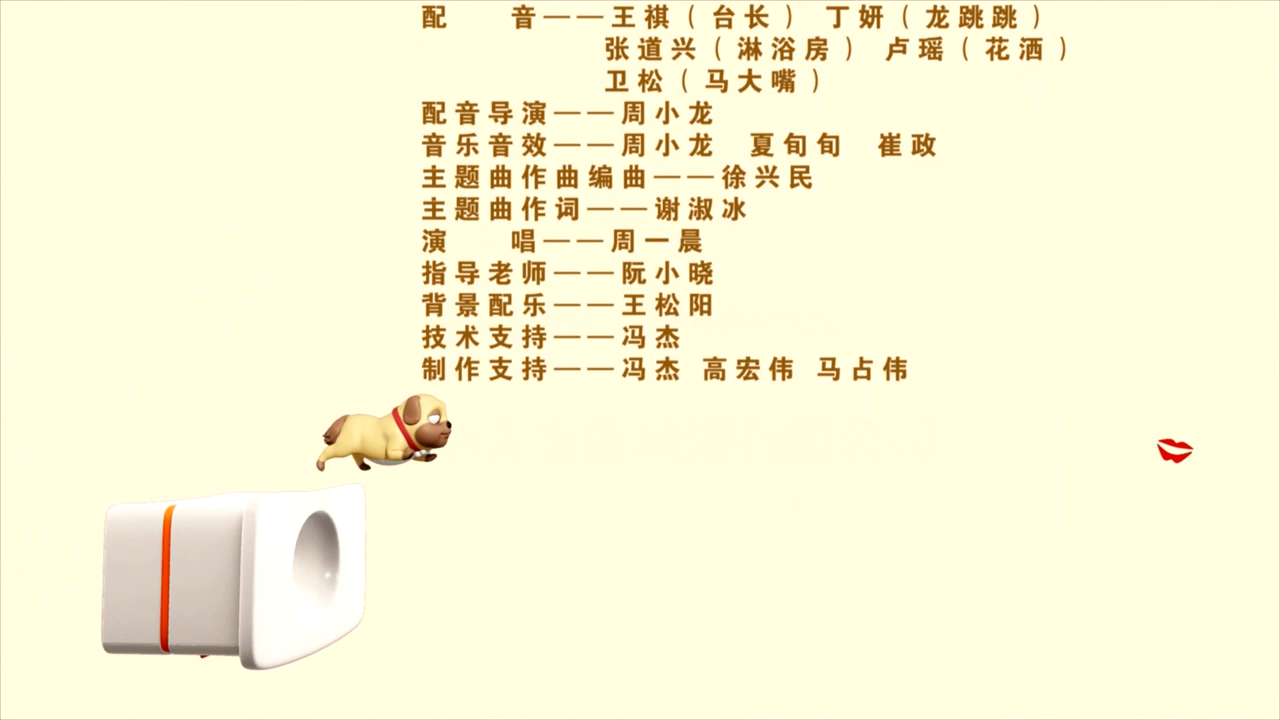 配　　音——王祺（台长） 丁妍（龙跳跳）
张道兴（淋浴房） 卢瑶（花洒）
卫松（马大嘴）
配音导演——周小龙
音乐音效——周小龙 夏旬旬 崔政
主题曲作曲编曲——徐兴民
主题曲作词——谢淑冰
演　　唱——周一晨
指导老师——阮小晓
背景配乐——王松阳
技术支持——冯杰
制作支持——冯杰 高宏伟 马占伟